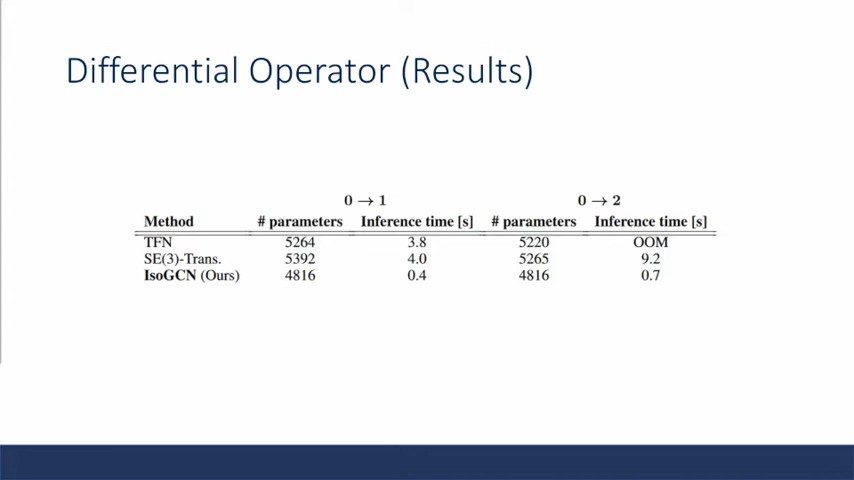 Differential Operator (Results)
0 → 1 0 → 2
Method # parameters Inference time [s] # parameters Inference time [s]
TFN 5264 3.8 5220 OOM
SE(3)-Trans. 5392 4.0 5265 9.2
IsoGCN (Ours) 4816 0.4 4816 0.7